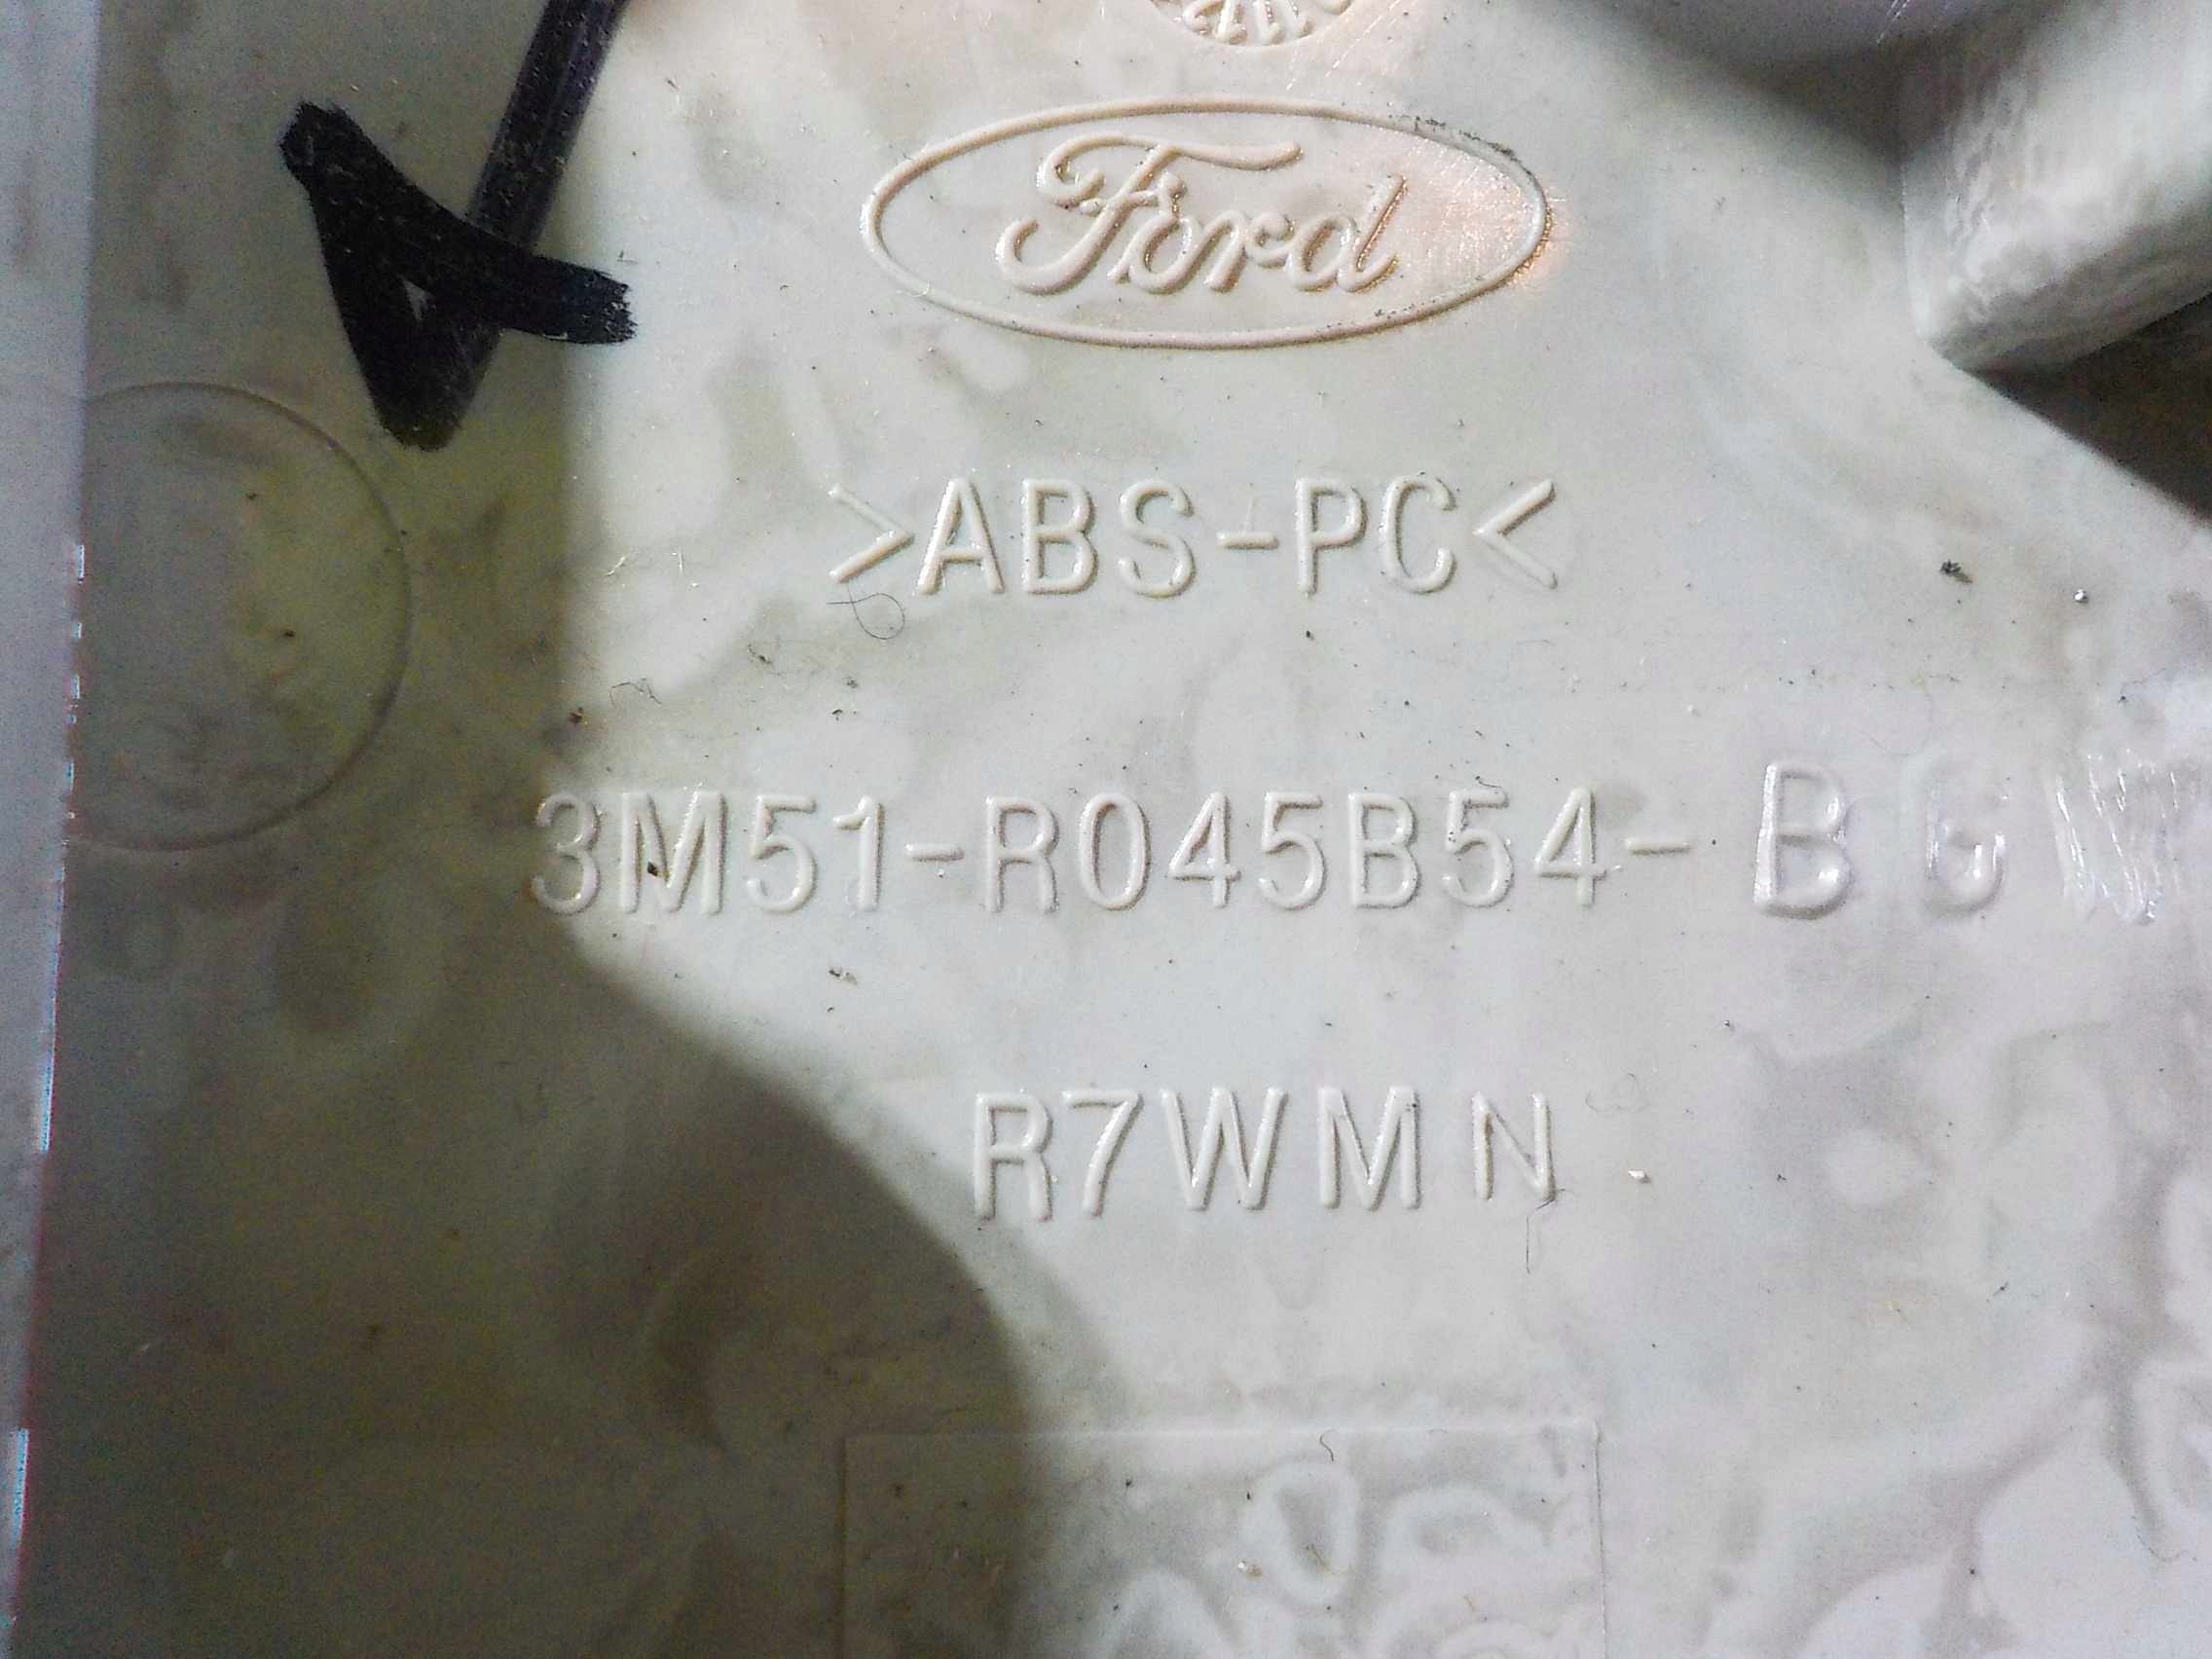 Ford
>ABS-PC<
3M51-R045B54-B
R7WMN